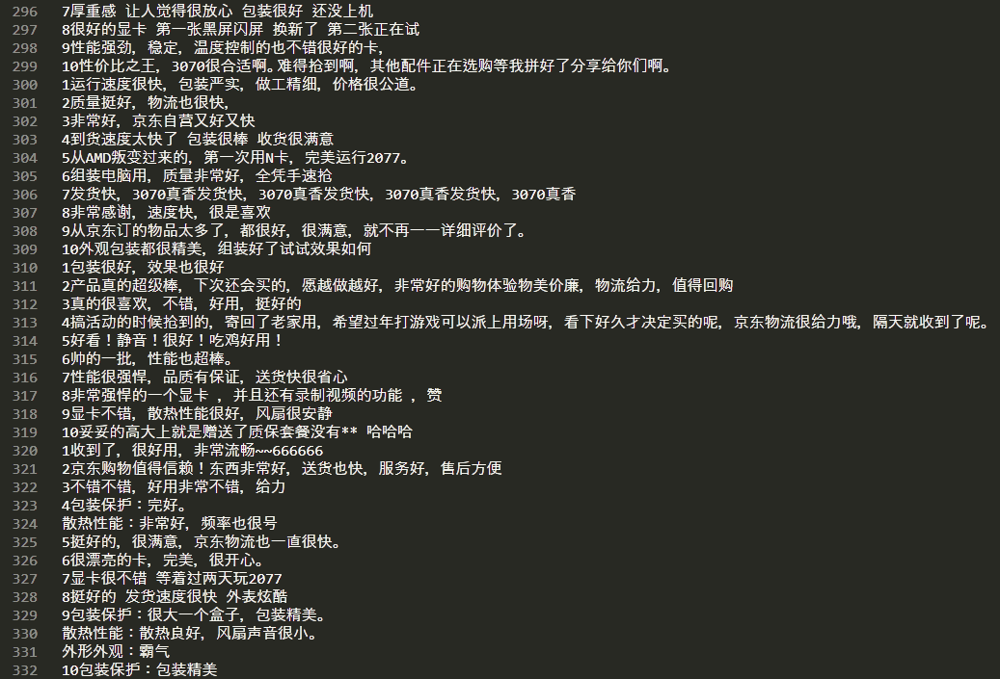 296 7厚重感 让人觉得很放心 包装很好 还没上机
297 8很好的显卡 第一张黑屏闪屏 换新了 第二张正在试
298 9性能强劲, 稳定, 温度控制的也不错很好的卡,
299 10性价比之王, 3070很合适啊。难得抢到啊, 其他配件正在选购等我拼好了分享给你们啊。
300 1运行速度很快, 包装严实, 做工精细, 价格很公道。
301 2质量挺好, 物流也很快,
302 3非常好, 京东自营又好又快
303 4到货速度太快了 包装很棒 收货很满意
304 5从AMD叛变过来的, 第一次用N卡, 完美运行2077。
305 6组装电脑用, 质量非常好, 全凭手速抢
306 7发货快, 3070真香发货快, 3070真香发货快, 3070真香发货快, 3070真香
307 8非常感谢, 速度快, 很是喜欢
308 9从京东订的物品太多了, 都很好, 很满意, 就不再一一详细评价了。
309 10外观包装都很精美, 组装好了试试效果如何
310 1包装很好, 效果也很好
311 2产品真的超级棒, 下次还会买的, 愿越做越好, 非常好的购物体验物美价廉, 物流给力, 值得回购
312 3真的很喜欢, 不错, 好用, 挺好的
313 4搞活动的时候抢到的, 寄回了老家用, 希望过年打游戏可以派上用场呀, 看下好久才决定买的呢, 京东物流很给力哦, 隔天就收到了呢。
314 5好看！静音！很好！吃鸡好用！
315 6帅的一批, 性能也超棒。
316 7性能很强悍, 品质有保证, 送货快很省心
317 8非常强悍的一个显卡 , 并且还有录制视频的功能 , 赞
318 9显卡不错, 散热性能很好, 风扇很安静
319 10妥妥的高大上就是赠送了质保套餐没有** 哈哈哈
320 1收到了, 很好用, 非常流畅~~666666
321 2京东购物值得信赖！东西非常好, 送货也快, 服务好, 售后方便
322 3不错不错, 好用非常不错, 给力
323 4包装保护：完好。
324 散热性能：非常好, 频率也很号
325 5挺好的, 很满意, 京东物流也一直很快。
326 6很漂亮的卡, 完美, 很开心。
327 7显卡很不错 等着过两天玩2077
328 8挺好的 发货速度很快 外表炫酷
329 9包装保护：很大一个盒子, 包装精美。
330 散热性能：散热良好, 风扇声音很小。
331 外形外观：霸气
332 10包装保护：包装精美